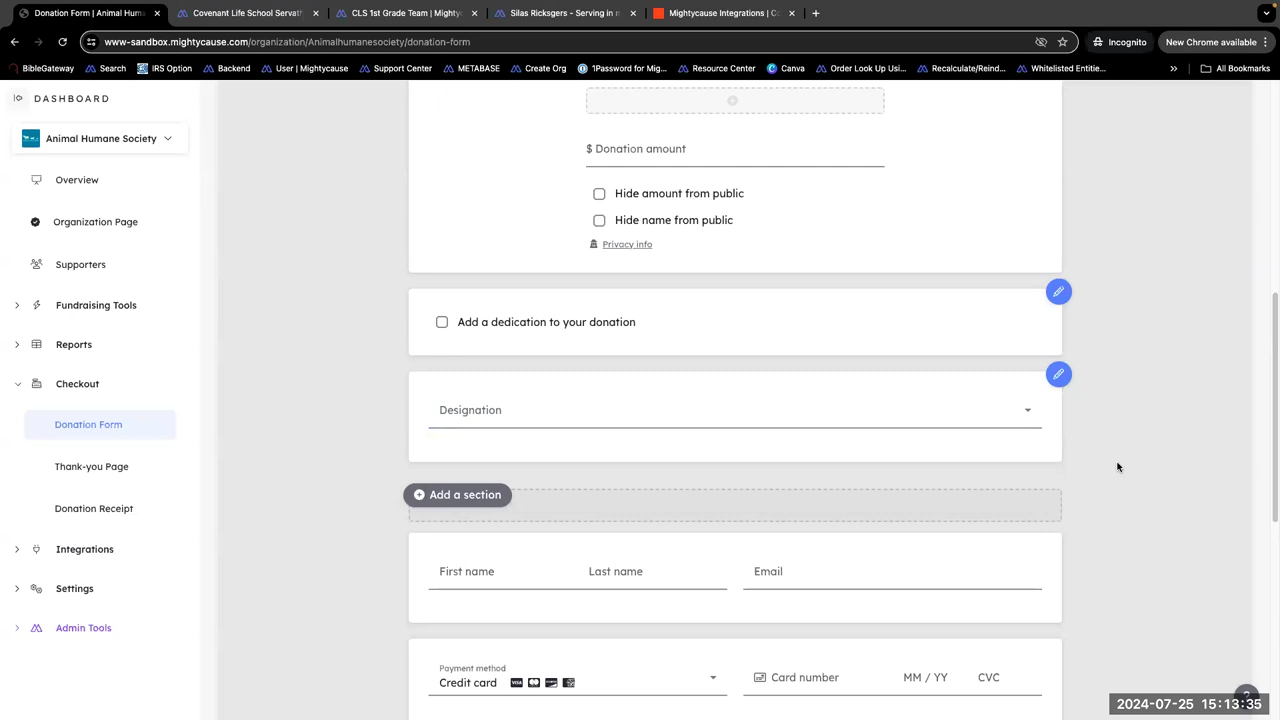 Donation Form | Animal Huma
Covenant Life School Servath
CLS 1st Grade Team | Mighty
Silas Ricksgers - Serving in n
Mightycause Integrations | Co
www-sandbox.mightycause.com/organization/Animalhumanesociety/donation-form
Incognito
New Chrome available
BibleGateway
Search
IRS Option
Backend
User | Mightycause
Support Center
METABASE
Create Org
1Password for Mig...
Resource Center
Canva
Order Look Up Usi...
Recalculate/Reind...
Whitelisted Entitie...
All Bookmarks
DASHBOARD
Animal Humane Society
Overview
Organization Page
Supporters
Fundraising Tools
Reports
Checkout
Donation Form
Thank-you Page
Donation Receipt
Integrations
Settings
Admin Tools
$ Donation amount
Hide amount from public
Hide name from public
Privacy info
Add a dedication to your donation
Designation
Add a section
First name Last name Email
Payment method
Credit card
Card number MM / YY CVC
2024-07-25 15:13:35